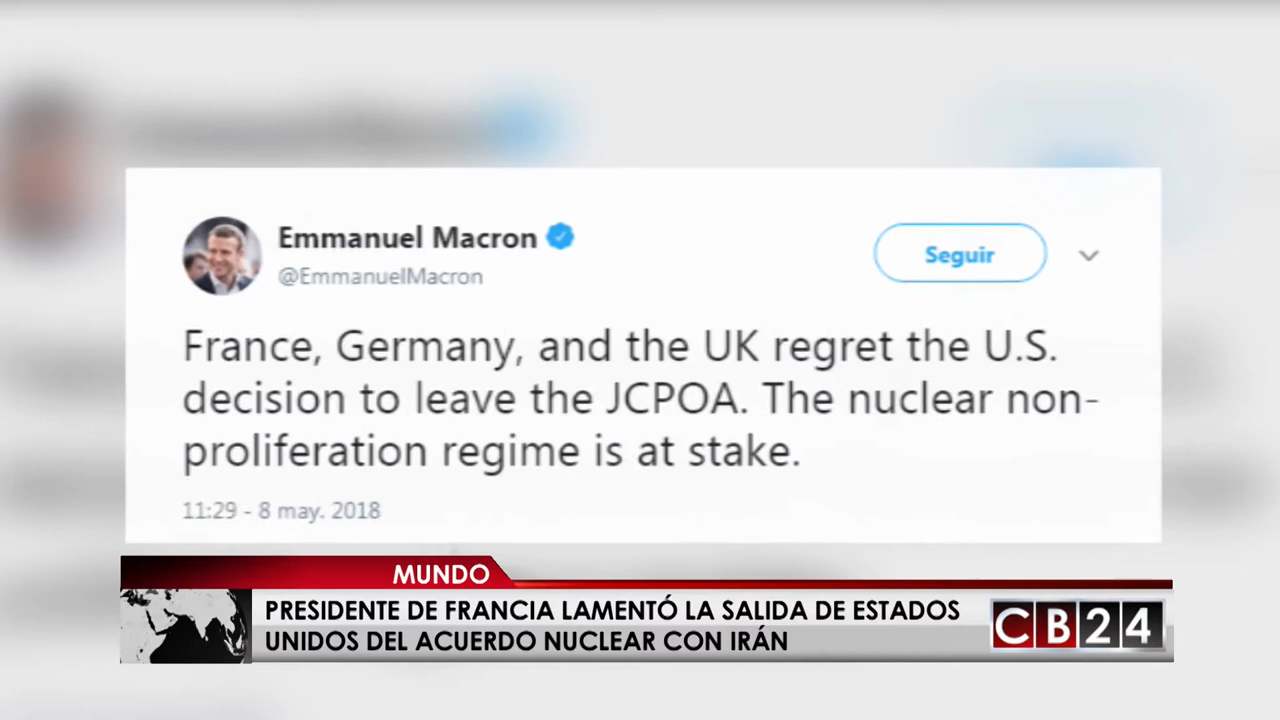 Emmanuel Macron
@EmmanuelMacron
Seguir
France, Germany, and the UK regret the U.S.
decision to leave the JCPOA. The nuclear non-
proliferation regime is at stake.
11:29 - 8 may. 2018
MUNDO
PRESIDENTE DE FRANCIA LAMENTÓ LA SALIDA DE ESTADOS
UNIDOS DEL ACUERDO NUCLEAR CON IRÁN
CB24